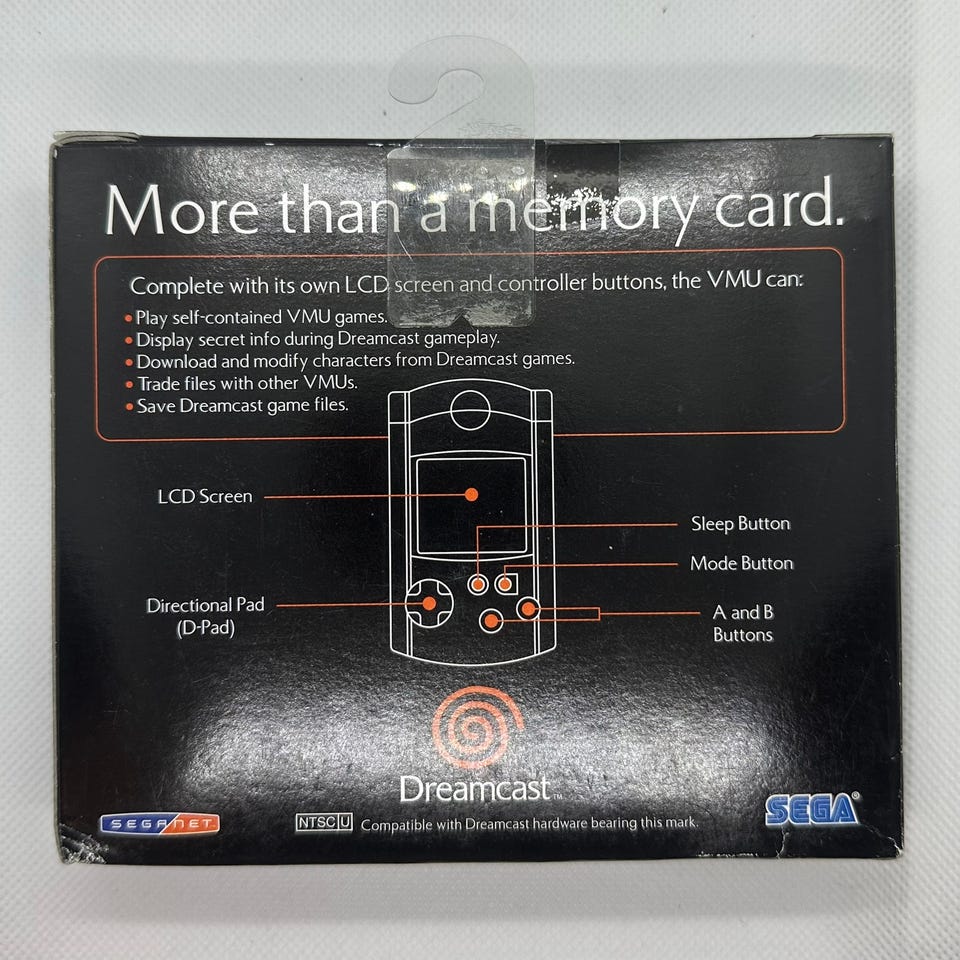 More than a memory card.
Complete with its own LCD screen and controller buttons, the VMU can:
• Play self-contained VMU games.
• Display secret info during Dreamcast gameplay.
• Download and modify characters from Dreamcast games.
• Trade files with other VMUs.
• Save Dreamcast game files.
LCD Screen
Sleep Button
Mode Button
Directional Pad
(D-Pad)
A and B
Buttons
Dreamcast™
SEGANET
NTSC U Compatible with Dreamcast hardware bearing this mark.
SEGA®